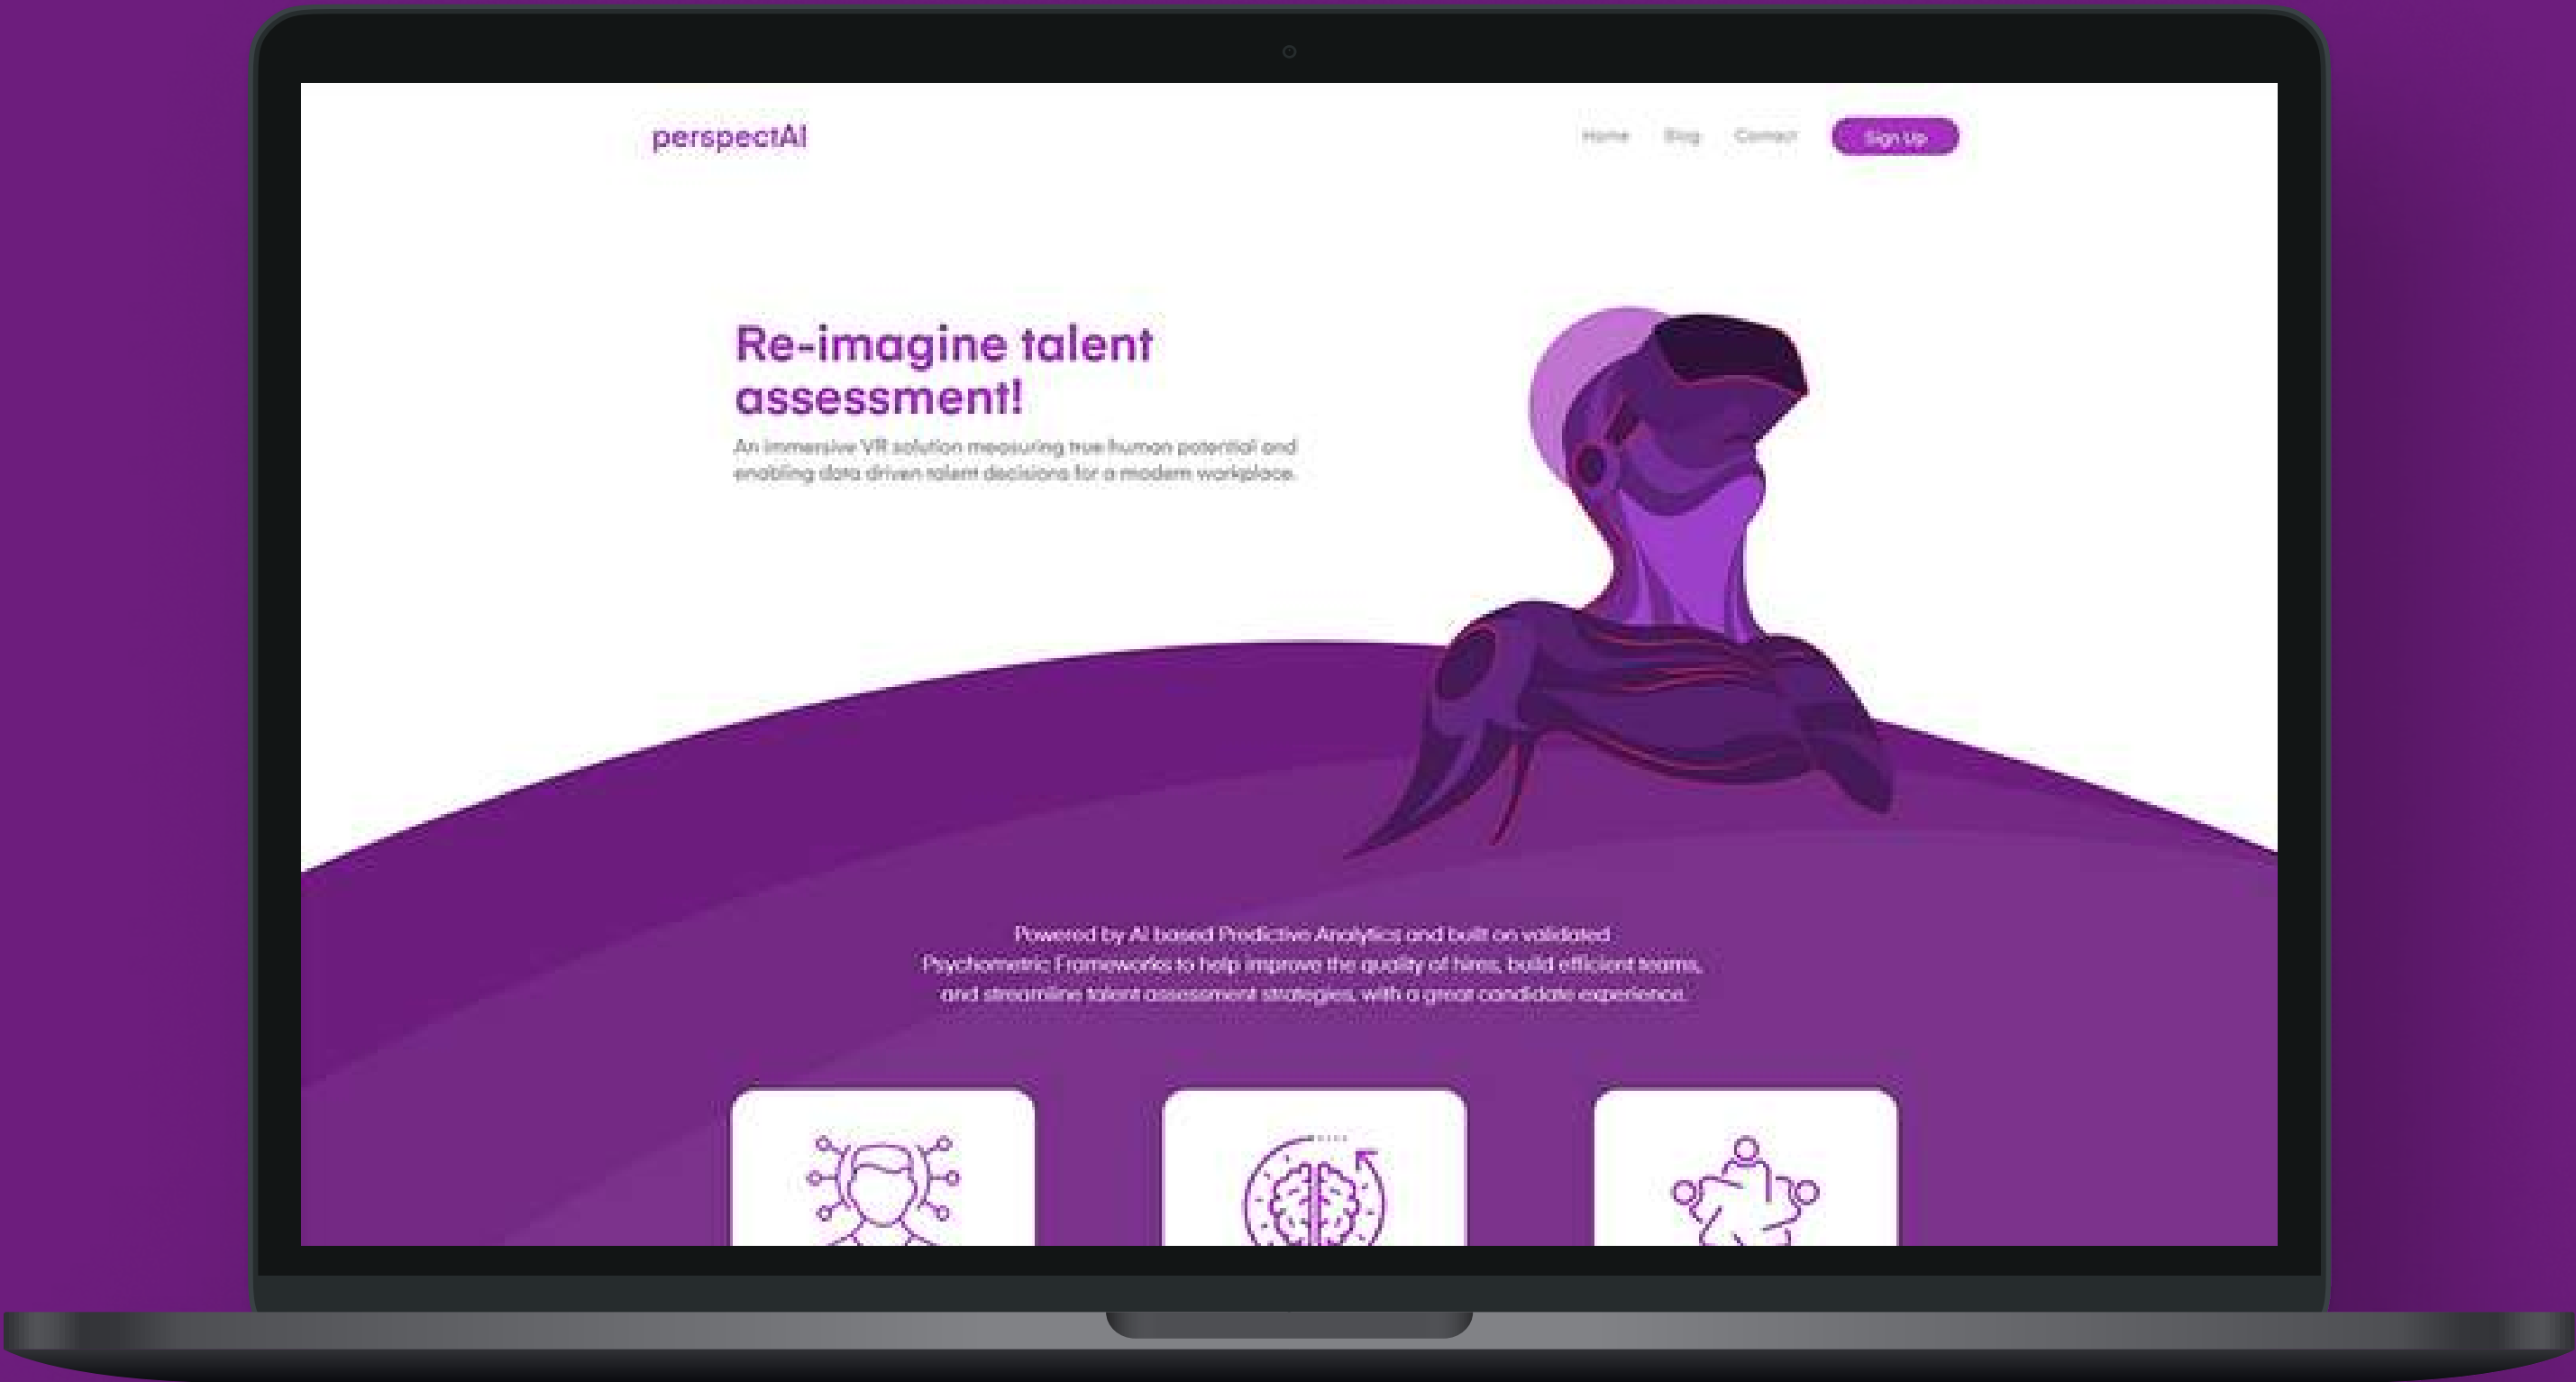 perspectAI
Home Blog Contact Sign Up
Re-imagine talent
assessment!
An immersive VR solution measuring true human potential and
enabling data driven talent decisions for a modern workplace.
Powered by AI based Predictive Analytics and built on validated
Psychometric Frameworks to help improve the quality of hires, build efficient teams,
and streamline talent assessment strategies, with a great candidate experience.